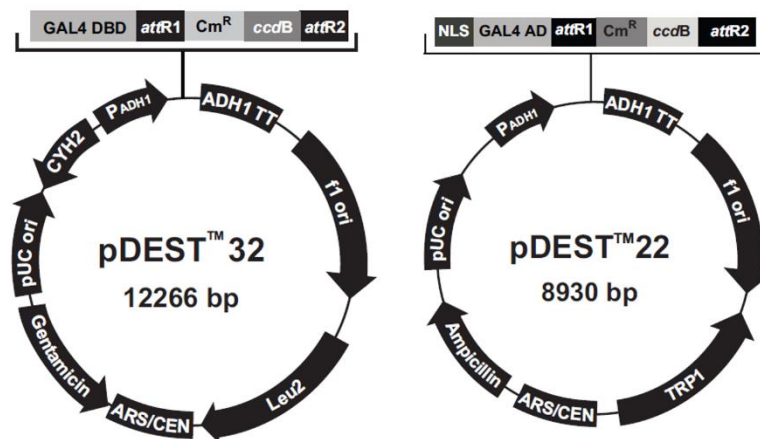 GAL4 DBD attR1 CmR ccdB attR2
PADH1
ADH1 TT
f1 ori
Leu2
ARS/CEN
Gentamicin
pUC ori
CYH2
pDEST™32
12266 bp
NLS GAL4 AD attR1 CmR ccdB attR2
PADH1
ADH1 TT
f1 ori
TRP1
ARS/CEN
Ampicillin
pUC ori
pDEST™22
8930 bp